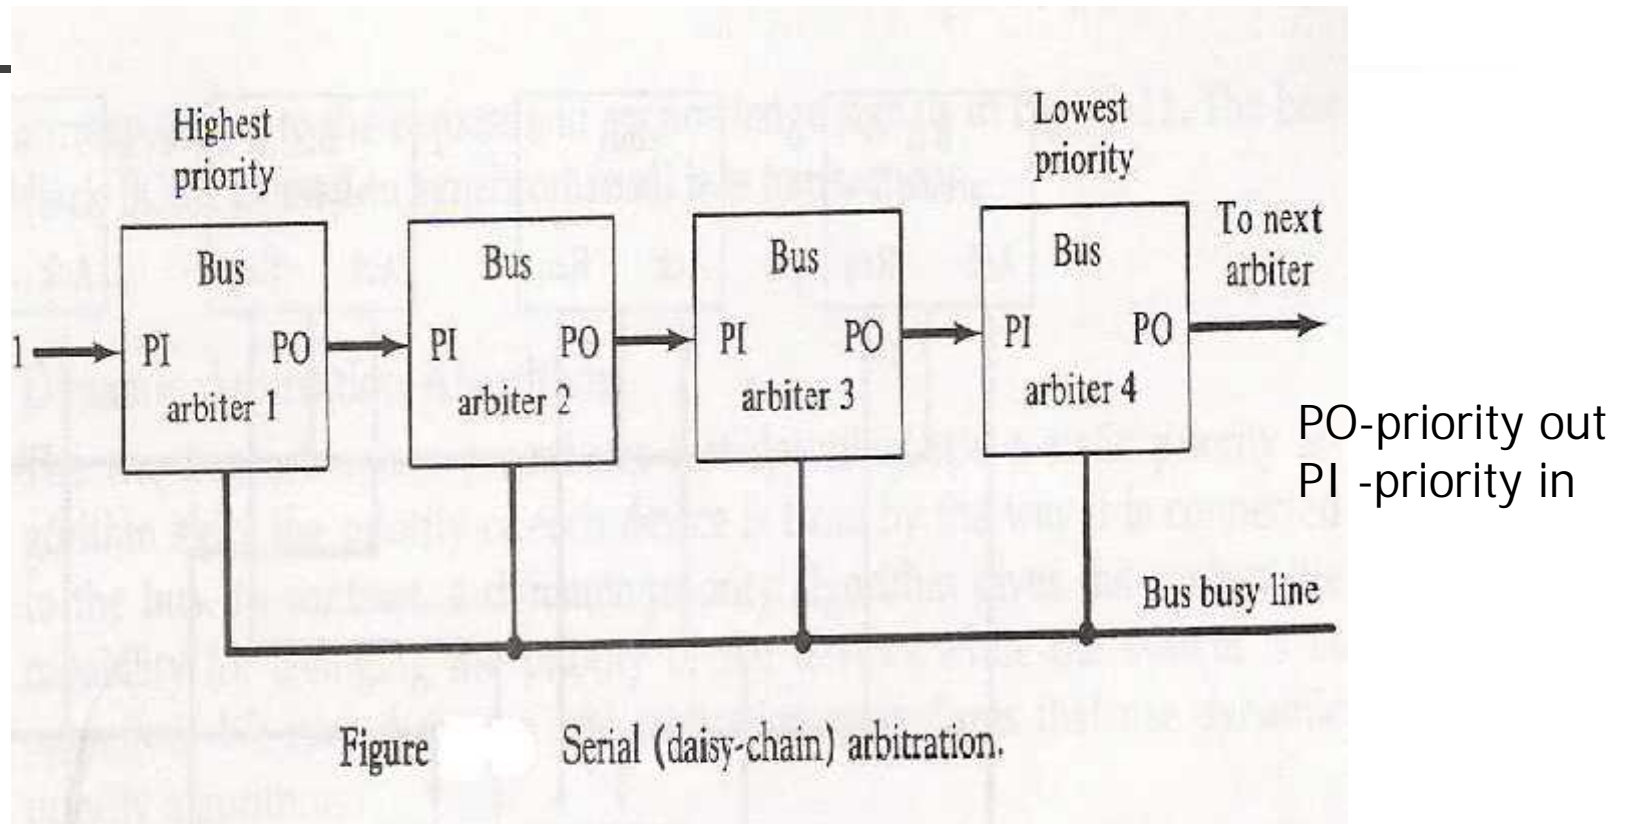 Highest
priority
Lowest
priority
To next
arbiter
Bus
Bus
Bus
Bus
1
PI PO
PI PO
PI PO
PI PO
arbiter 1
arbiter 2
arbiter 3
arbiter 4
PO-priority out
PI -priority in
Bus busy line
Figure Serial (daisy-chain) arbitration.